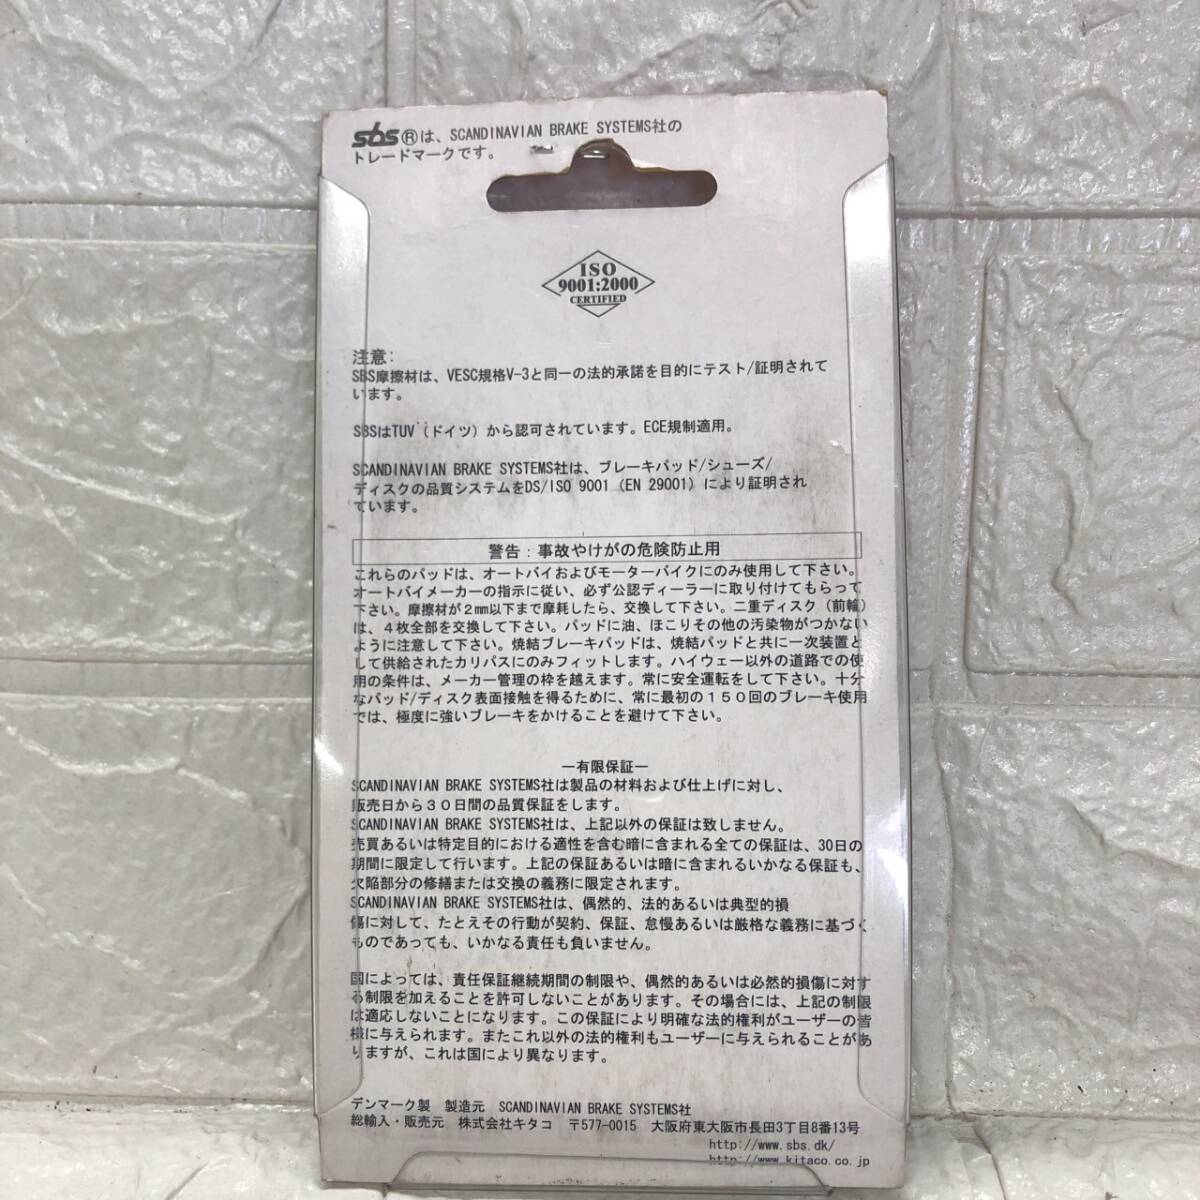 sbs®は、SCANDINAVIAN BRAKE SYSTEMS社の
トレードマークです。
ISO
9001:2000
CERTIFIED
注意:
SBS摩擦材は、VESC規格V-3と同一の法的承諾を目的にテスト/証明されて
います。
SBSはTUV（ドイツ）から認可されています。ECE規制適用。
SCANDINAVIAN BRAKE SYSTEMS社は、ブレーキパッド/シューズ/
ディスクの品質システムをDS/ISO 9001（EN 29001）により証明され
ています。
警告：事故やけがの危険防止用
これらのパッドは、オートバイおよびモーターバイクにのみ使用して下さい。
オートバイメーカーの指示に従い、必ず公認ディーラーに取り付けてもらって
下さい。摩擦材が２mm以下まで摩耗したら、交換して下さい。二重ディスク（前輪）
は、４枚全部を交換して下さい。パッドに油、ほこりその他の汚染物がつかない
ように注意して下さい。焼結ブレーキパッドは、焼結パッドと共に一次装置と
して供給されたカリパスにのみフィットします。ハイウェー以外の道路での使
用の条件は、メーカー管理の枠を越えます。常に安全運転をして下さい。十分
なパッド/ディスク表面接触を得るために、常に最初の１５０回のブレーキ使用
では、極度に強いブレーキをかけることを避けて下さい。
―有限保証―
SCANDINAVIAN BRAKE SYSTEMS社は製品の材料および仕上げに対し、
販売日から３０日間の品質保証をします。
SCANDINAVIAN BRAKE SYSTEMS社は、上記以外の保証は致しません。
売買あるいは特定目的における適性を含む暗に含まれる全ての保証は、30日の
期間に限定して行います。上記の保証あるいは暗に含まれるいかなる保証も、
欠陥部分の修繕または交換の義務に限定されます。
SCANDINAVIAN BRAKE SYSTEMS社は、偶然的、法的あるいは典型的損
傷に対して、たとえその行動が契約、保証、怠慢あるいは厳格な義務に基づく
ものであっても、いかなる責任も負いません。
国によっては、責任保証継続期間の制限や、偶然的あるいは必然的損傷に対す
る制限を加えることを許可しないことがあります。その場合には、上記の制限
は適応しないことになります。この保証により明確な法的権利がユーザーの皆
様に与えられます。またこれ以外の法的権利もユーザーに与えられることがあ
りますが、これは国により異なります。
デンマーク製 製造元 SCANDINAVIAN BRAKE SYSTEMS社
総輸入・販売元 株式会社キタコ 〒577-0015 大阪府東大阪市長田3丁目8番13号
http://www.sbs.dk/
http://www.kitaco.co.jp